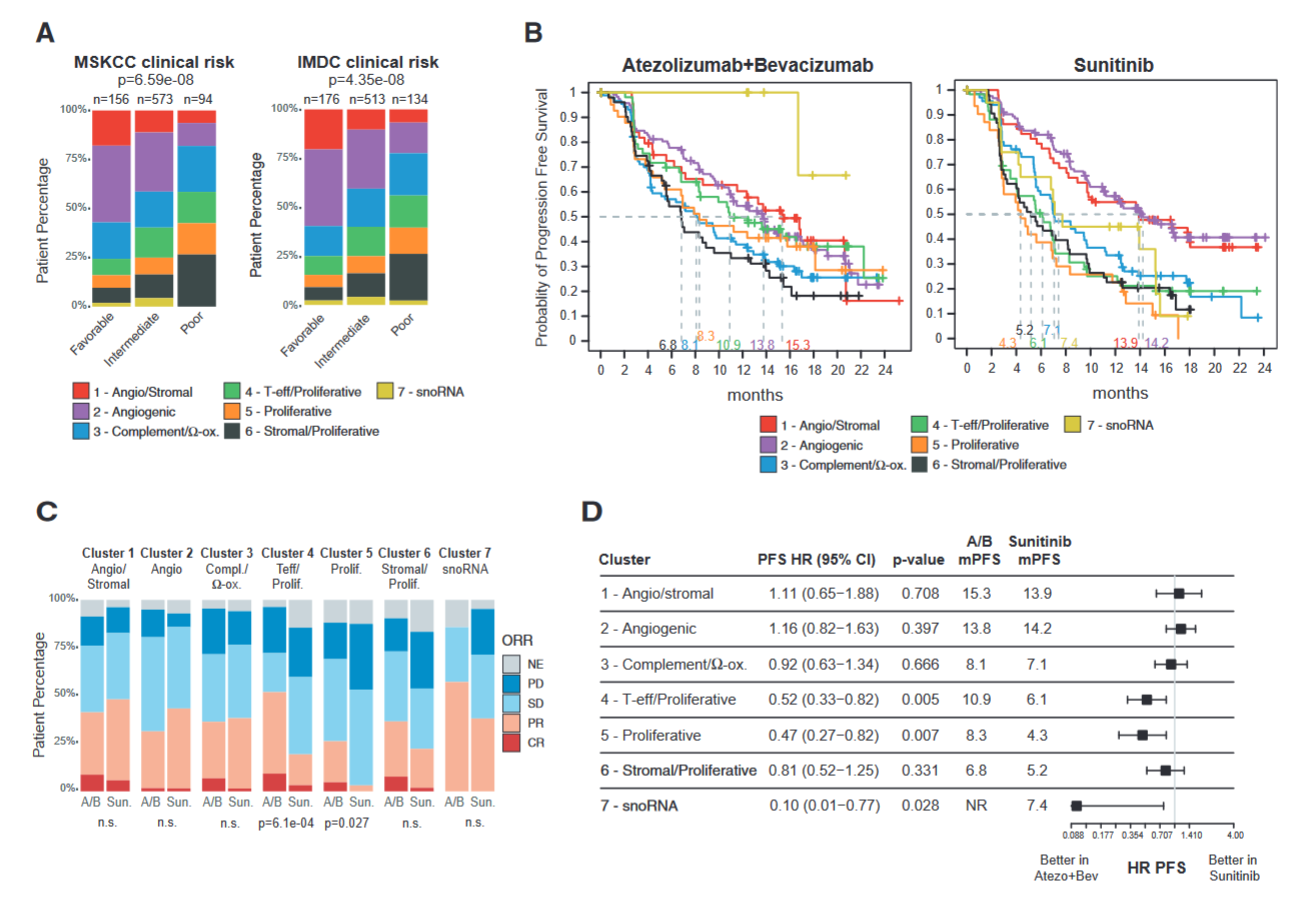 A
MSKCC clinical risk
p=6.59e-08
n=156 n=573 n=94
Patient Percentage
100%
75%
50%
25%
0%
Favorable
Intermediate
Poor
IMDC clinical risk
p=4.35e-08
n=176 n=513 n=134
Patient Percentage
100%
75%
50%
25%
0%
Favorable
Intermediate
Poor
1 - Angio/Stromal
2 - Angiogenic
3 - Complement/Ω-ox.
4 - T-eff/Proliferative
5 - Proliferative
6 - Stromal/Proliferative
7 - snoRNA
B
Atezolizumab+Bevacizumab
Probablity of Progression Free Survival
1
0.9
0.8
0.7
0.6
0.5
0.4
0.3
0.2
0.1
0
6.8 8.1 8.3 10.9 13.8 15.3
0 2 4 6 8 10 12 14 16 18 20 22 24
months
Sunitinib
1
0.9
0.8
0.7
0.6
0.5
0.4
0.3
0.2
0.1
0
4.3 5.2 6.1 7.1 7.4 13.9 14.2
0 2 4 6 8 10 12 14 16 18 20 22 24
months
1 - Angio/Stromal
2 - Angiogenic
3 - Complement/Ω-ox.
4 - T-eff/Proliferative
5 - Proliferative
6 - Stromal/Proliferative
7 - snoRNA
C
Cluster 1 Cluster 2 Cluster 3 Cluster 4 Cluster 5 Cluster 6 Cluster 7
Angio/ Angio Compl./ Teff/ Prolif. Stromal/ snoRNA
Stromal Ω-ox. Prolif. Prolif.
Patient Percentage
100%
75%
50%
25%
0%
A/B Sun. A/B Sun. A/B Sun. A/B Sun. A/B Sun. A/B Sun. A/B Sun.
n.s. n.s. n.s. p=6.1e-04 p=0.027 n.s. n.s.
ORR
NE
PD
SD
PR
CR
D
Cluster PFS HR (95% CI) p-value A/B mPFS Sunitinib mPFS
1 - Angio/stromal 1.11 (0.65−1.88) 0.708 15.3 13.9
2 - Angiogenic 1.16 (0.82−1.63) 0.397 13.8 14.2
3 - Complement/Ω-ox. 0.92 (0.63−1.34) 0.666 8.1 7.1
4 - T-eff/Proliferative 0.52 (0.33−0.82) 0.005 10.9 6.1
5 - Proliferative 0.47 (0.27−0.82) 0.007 8.3 4.3
6 - Stromal/Proliferative 0.81 (0.52−1.25) 0.331 6.8 5.2
7 - snoRNA 0.10 (0.01−0.77) 0.028 NR 7.4
0.088 0.177 0.354 0.707 1.410 4.00
Better in
Atezo+Bev
HR PFS
Better in
Sunitinib